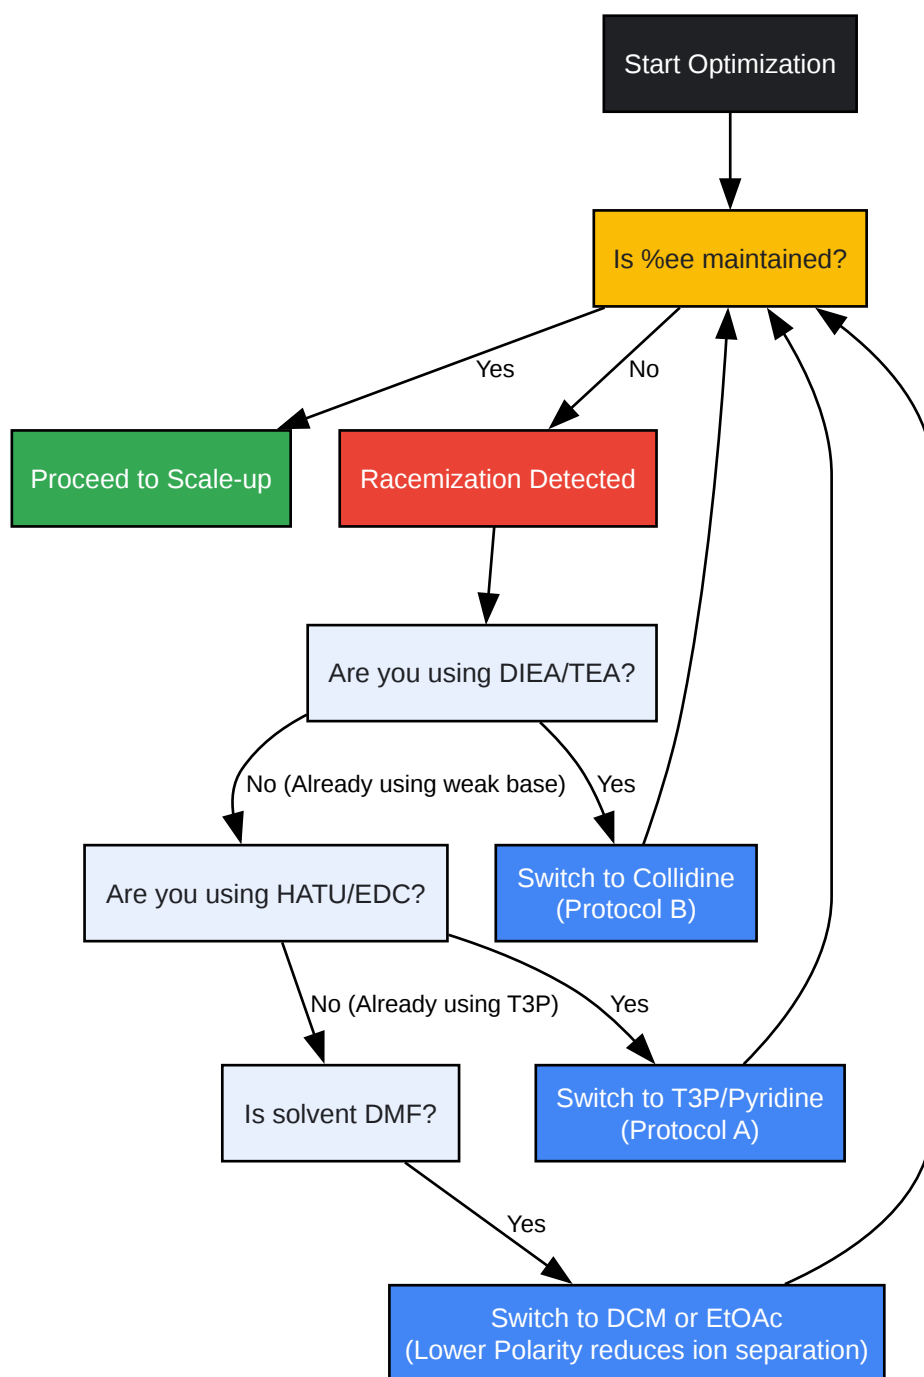 Start Optimization
Is %ee maintained?
Yes
No
Proceed to Scale-up
Racemization Detected
Are you using DIEA/TEA?
No (Already using weak base)
Yes
Are you using HATU/EDC?
Switch to Collidine
(Protocol B)
No (Already using T3P)
Yes
Is solvent DMF?
Switch to T3P/Pyridine
(Protocol A)
Yes
Switch to DCM or EtOAc
(Lower Polarity reduces ion separation)